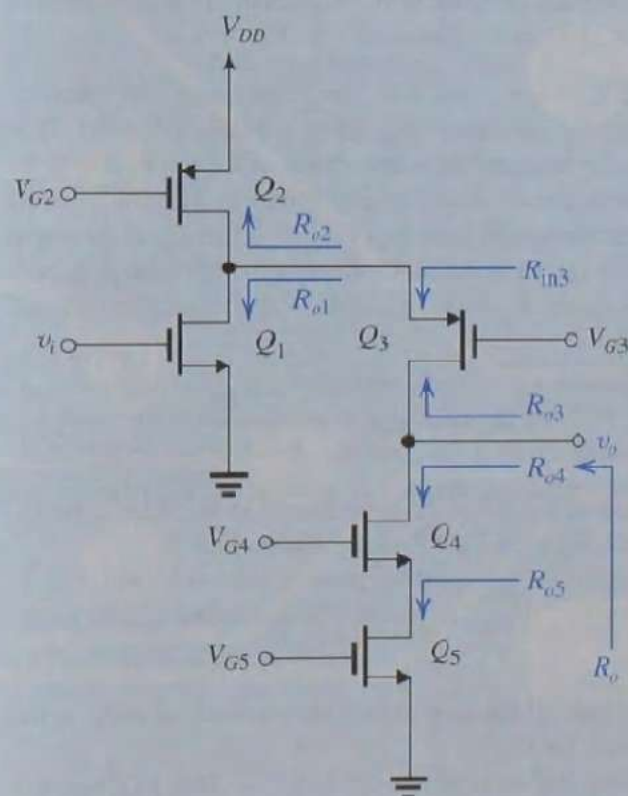 V_DD
V_G2
Q_2
R_o2
R_o1
R_in3
v_i
Q_1
Q_3
V_G3
R_o3
v_o
R_o4
V_G4
Q_4
R_o5
V_G5
Q_5
R_o